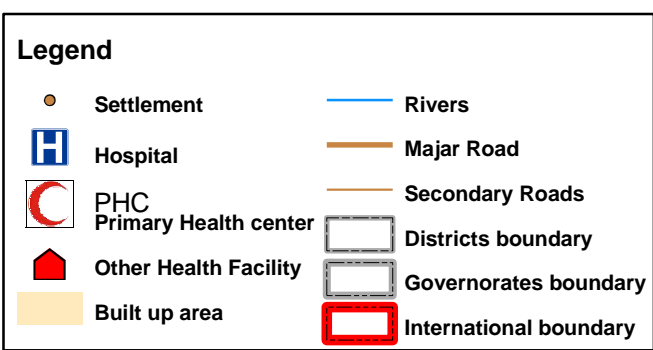 Legend
Settlement
H
Hospital
PHC
Primary Health center
Other Health Facility
Built up area
Rivers
Majar Road
Secondary Roads
Districts boundary
Governorates boundary
International boundary